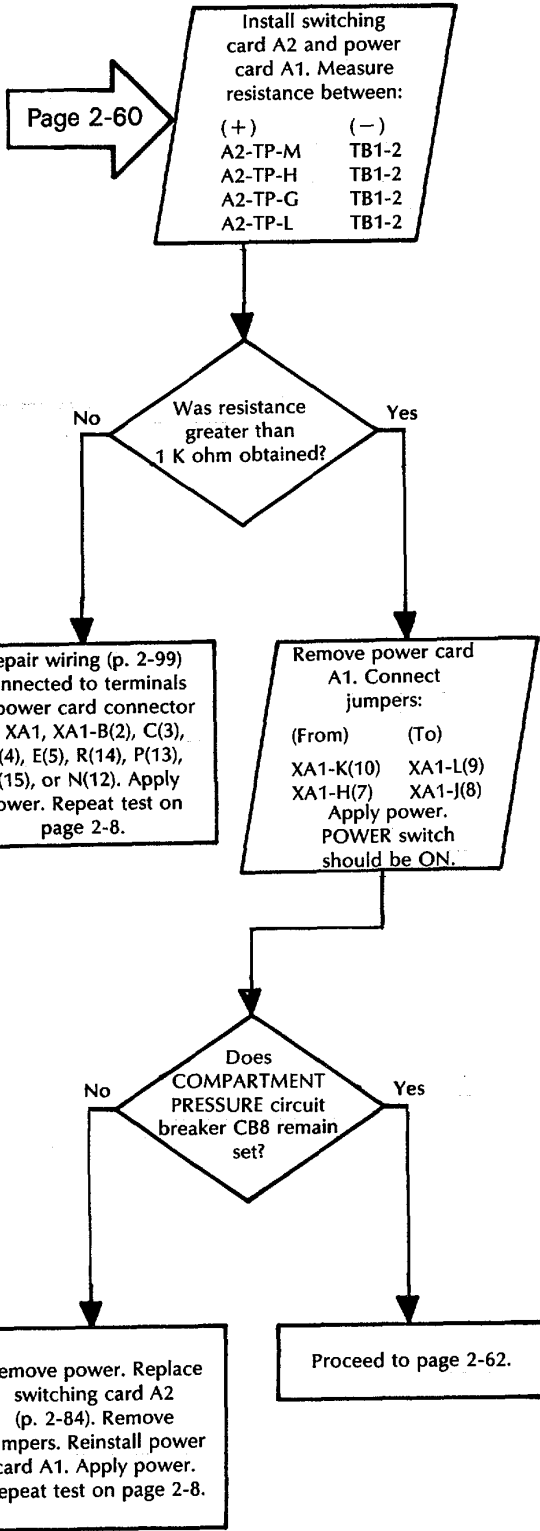 Page 2-60
Install switching
card A2 and power
card A1. Measure
resistance between:
(+) (−)
A2-TP-M TB1-2
A2-TP-H TB1-2
A2-TP-G TB1-2
A2-TP-L TB1-2
Was resistance
greater than
1 K ohm obtained?
No
Yes
epair wiring (p. 2-99)
nnected to terminals
power card connector
XA1, XA1-B(2), C(3),
(4), E(5), R(14), P(13),
(15), or N(12). Apply
ower. Repeat test on
page 2-8.
Remove power card
A1. Connect
jumpers:
(From) (To)
XA1-K(10) XA1-L(9)
XA1-H(7) XA1-J(8)
Apply power.
POWER switch
should be ON.
Does
COMPARTMENT
PRESSURE circuit
breaker CB8 remain
set?
No
Yes
emove power. Replace
switching card A2
(p. 2-84). Remove
mpers. Reinstall power
card A1. Apply power.
epeat test on page 2-8.
Proceed to page 2-62.